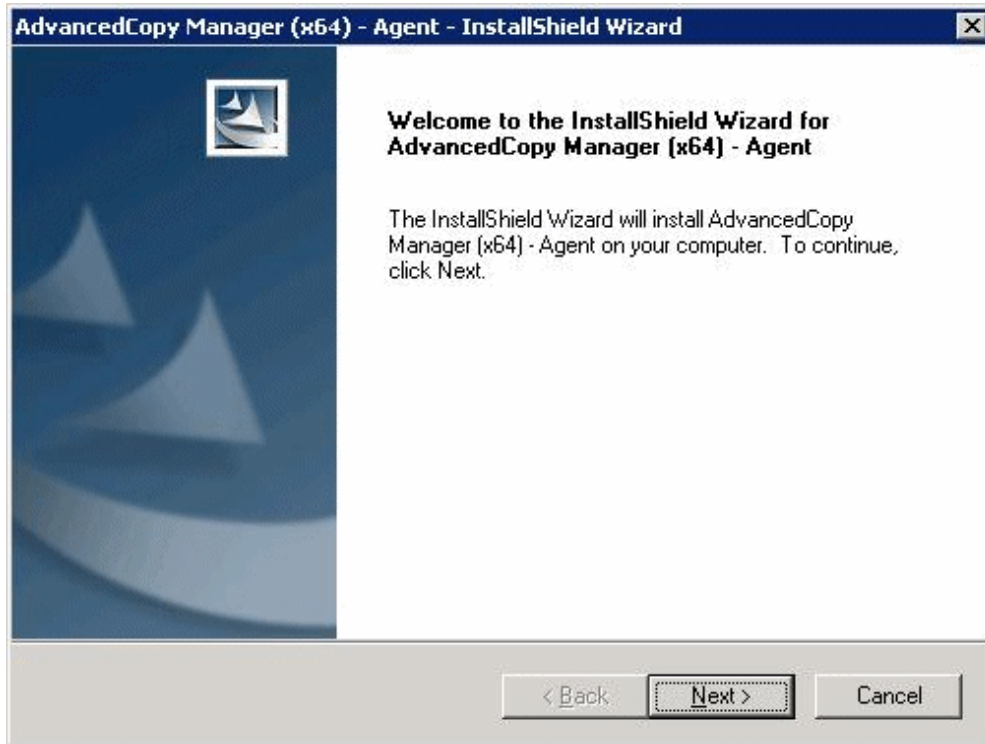 AdvancedCopy Manager (x64) - Agent - InstallShield Wizard
Welcome to the InstallShield Wizard for
AdvancedCopy Manager (x64) - Agent
The InstallShield Wizard will install AdvancedCopy
Manager (x64) - Agent on your computer. To continue,
click Next.
< Back Next > Cancel